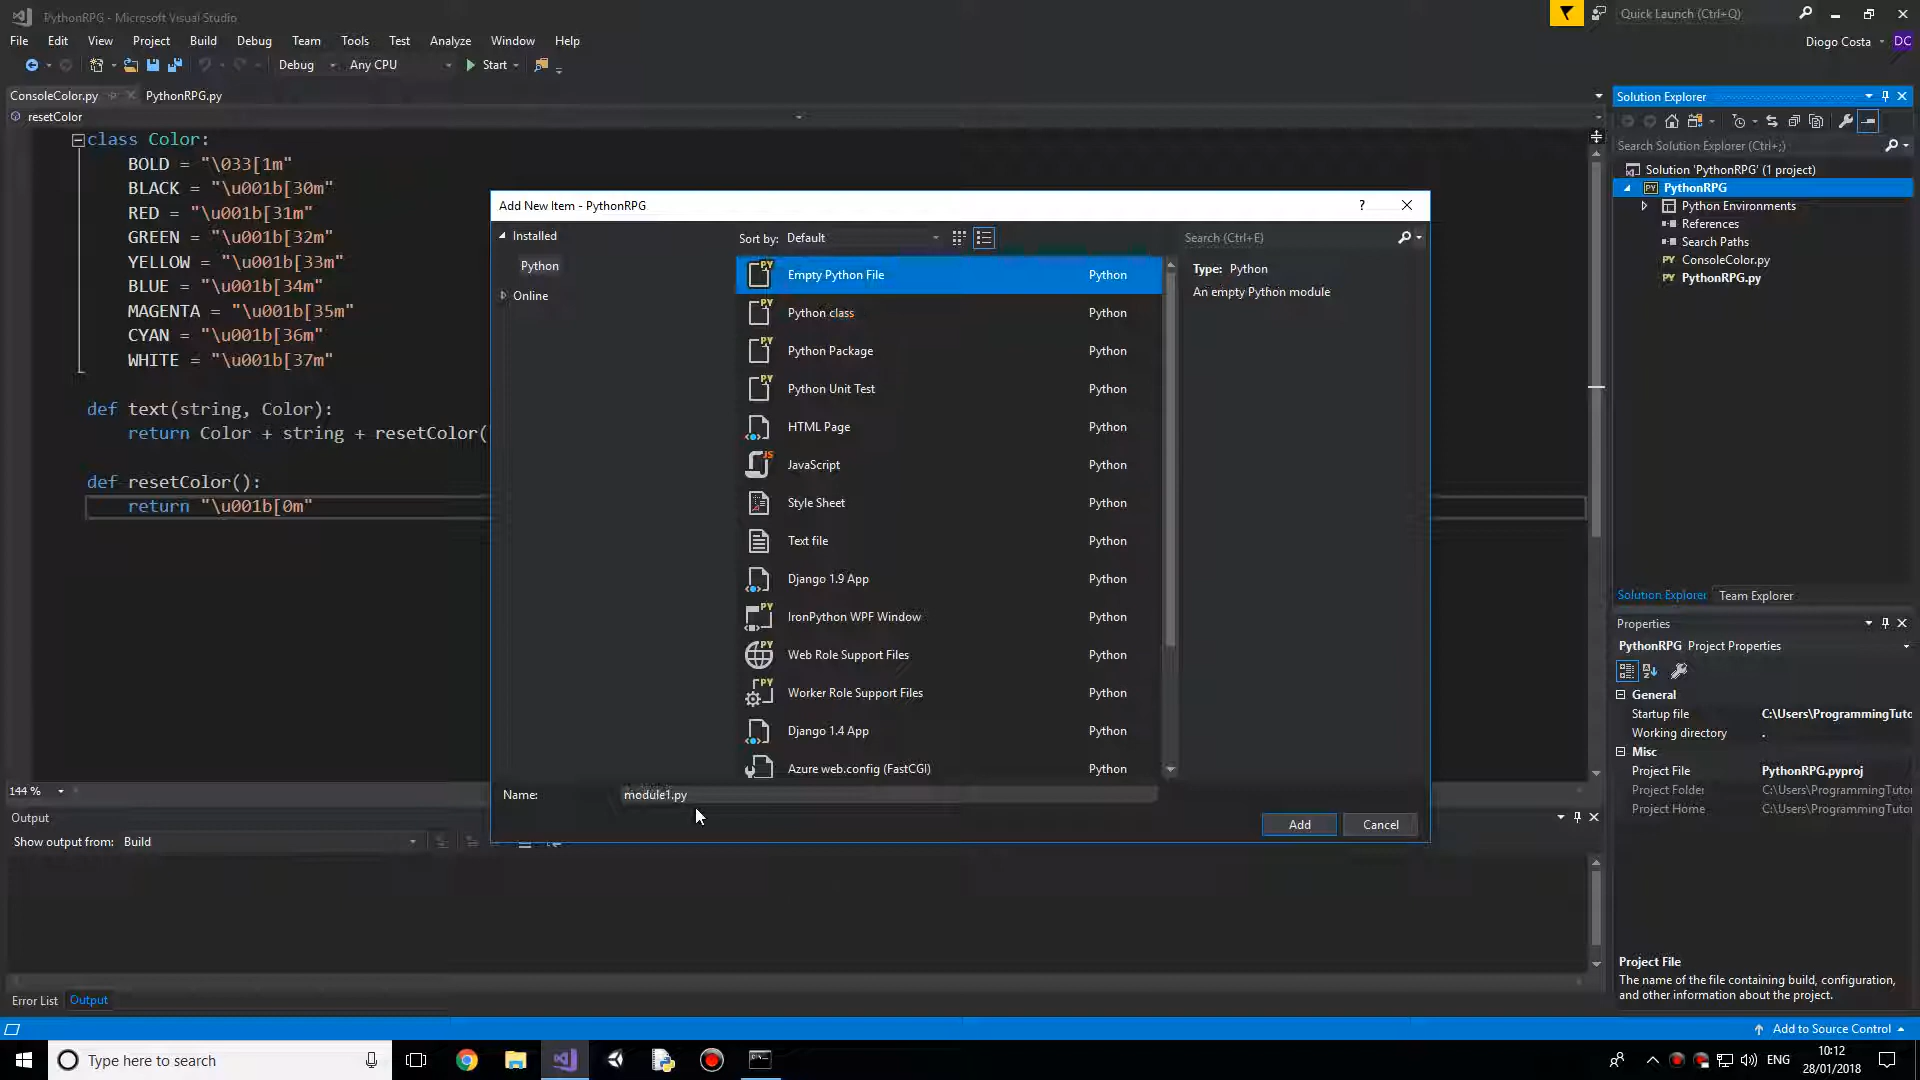 PythonRPG - Microsoft Visual Studio
Quick Launch (Ctrl+Q)
File Edit View Project Build Debug Team Tools Test Analyze Window Help
Diogo Costa DC
Debug Any CPU Start
ConsoleColor.py PythonRPG.py
resetColor
class Color:
BOLD = "\033[1m"
BLACK = "\u001b[30m"
RED = "\u001b[31m"
GREEN = "\u001b[32m"
YELLOW = "\u001b[33m"
BLUE = "\u001b[34m"
MAGENTA = "\u001b[35m"
CYAN = "\u001b[36m"
WHITE = "\u001b[37m"
def text(string, Color):
return Color + string + resetColor(
def resetColor():
return "\u001b[0m"
144 %
Add New Item - PythonRPG
?
Installed
Python
Online
Sort by: Default
Search (Ctrl+E)
Empty Python File Python
Python class Python
Python Package Python
Python Unit Test Python
HTML Page Python
JavaScript Python
Style Sheet Python
Text file Python
Django 1.9 App Python
IronPython WPF Window Python
Web Role Support Files Python
Worker Role Support Files Python
Django 1.4 App Python
Azure web.config (FastCGI) Python
Type: Python
An empty Python module
Name: module1.py
Add Cancel
Solution Explorer
Search Solution Explorer (Ctrl+;)
Solution 'PythonRPG' (1 project)
PythonRPG
Python Environments
References
Search Paths
ConsoleColor.py
PythonRPG.py
Solution Explorer Team Explorer
Properties
PythonRPG Project Properties
General
Startup file C:\Users\ProgrammingTuto
Working directory .
Misc
Project File PythonRPG.pyproj
Project Folder C:\Users\ProgrammingTutor
Project Home C:\Users\ProgrammingTutor
Project File
The name of the file containing build, configuration,
and other information about the project.
Output
Show output from: Build
Error List Output
Add to Source Control
Type here to search
ENG
10:12
28/01/2018